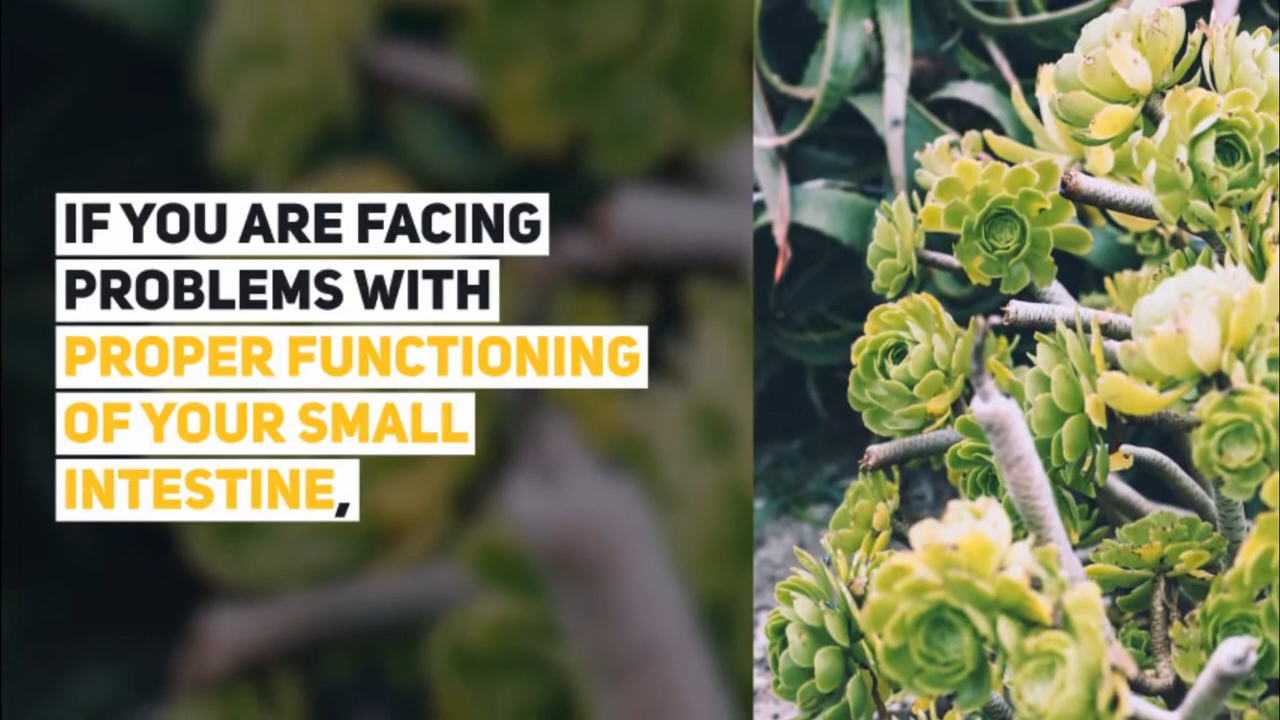 IF YOU ARE FACING
PROBLEMS WITH
PROPER FUNCTIONING
OF YOUR SMALL
INTESTINE,